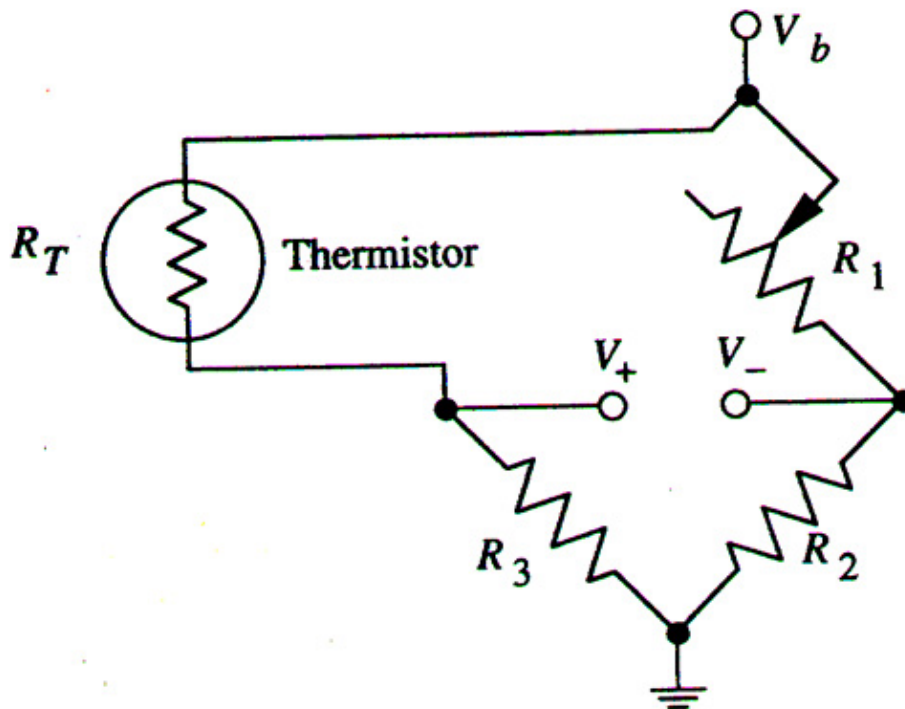 V_b
R_T Thermistor
R_1
V_+ V_-
R_3 R_2